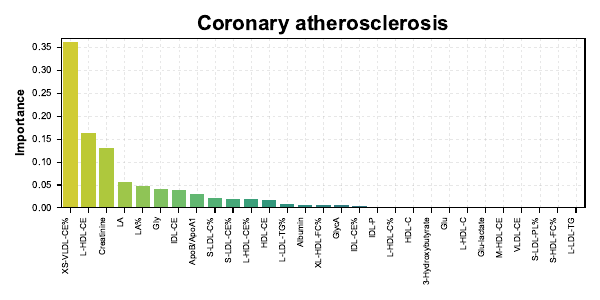 Coronary atherosclerosis
Importance
0.35
0.30
0.25
0.20
0.15
0.10
0.05
0.00
XS-VLDL-CE%
L-HDL-CE
Creatinine
LA
LA%
Gly
IDL-CE
ApoB/ApoA1
S-LDL-C%
S-LDL-CE%
L-HDL-CE%
HDL-CE
L-LDL-TG%
Albumin
XL-HDL-FC%
GlyoA
IDL-CE%
IDL-P
L-HDL-C%
HDL-C
3-Hydroxybutyrate
Glu
L-HDL-C
Glu-lactate
M-HDL-CE
VLDL-CE
S-LDL-PL%
S-HDL-FC%
L-LDL-TG